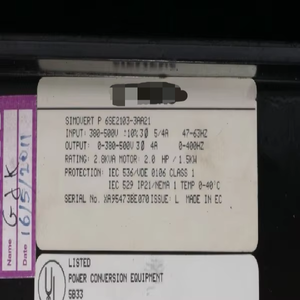 SIMOVERT P 6SE2103-3AA21
INPUT: 380-500V ±10% 3Ø 5/4A 47-63HZ
OUTPUT: 0-380-500V 3Ø 4A 0-400HZ
RATING: 2.8KVA MOTOR: 2.0 HP / 1.5KW
PROTECTION: IEC 536/VDE 0106 CLASS 1
IEC 529 IP21/NEMA 1 TEMP 0-40°C
SERIAL NO. XA95473BE070 ISSUE: L MADE IN EC
LISTED
POWER CONVERSION EQUIPMENT
5B33
UL
Name
GdK
16/5/2011